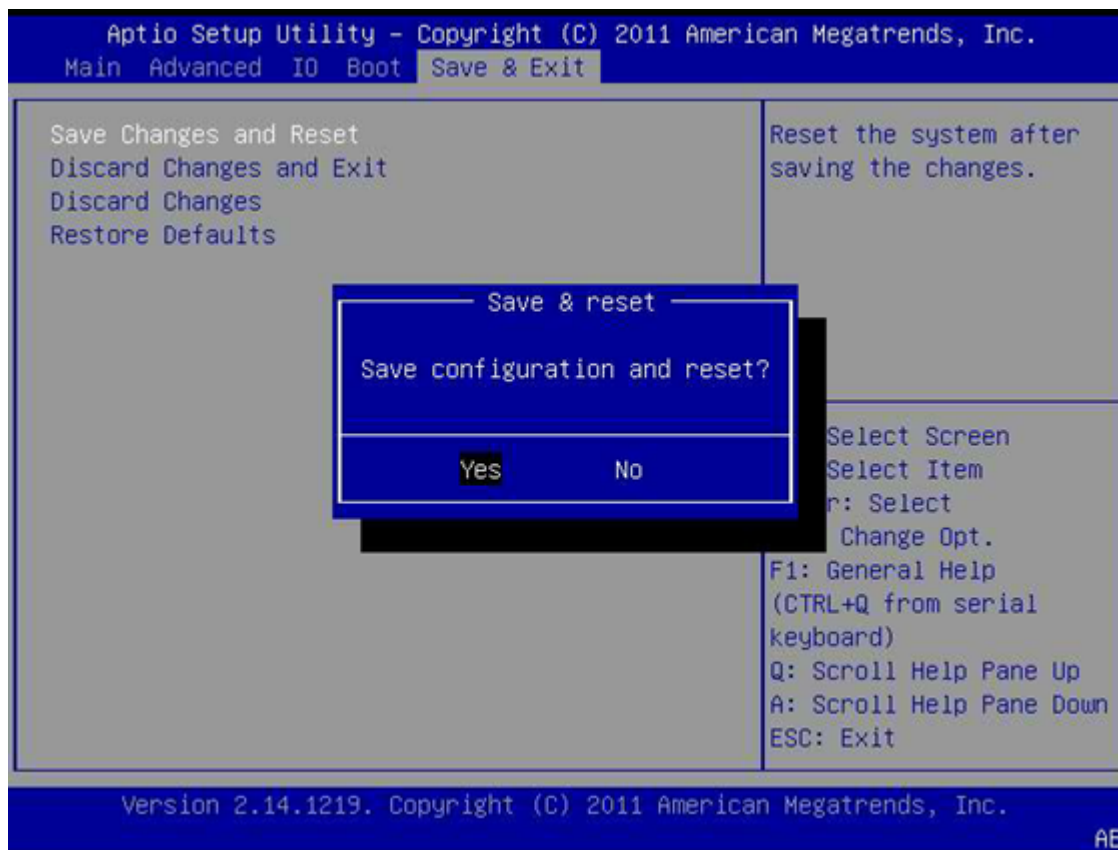 Aptio Setup Utility – Copyright (C) 2011 American Megatrends, Inc.
Main Advanced IO Boot Save & Exit
Save Changes and Reset
Discard Changes and Exit
Discard Changes
Restore Defaults
Reset the system after
saving the changes.
Save & reset
Save configuration and reset?
Yes No
Select Screen
Select Item
r: Select
Change Opt.
F1: General Help
(CTRL+Q from serial
keyboard)
Q: Scroll Help Pane Up
A: Scroll Help Pane Down
ESC: Exit
Version 2.14.1219. Copyright (C) 2011 American Megatrends, Inc.